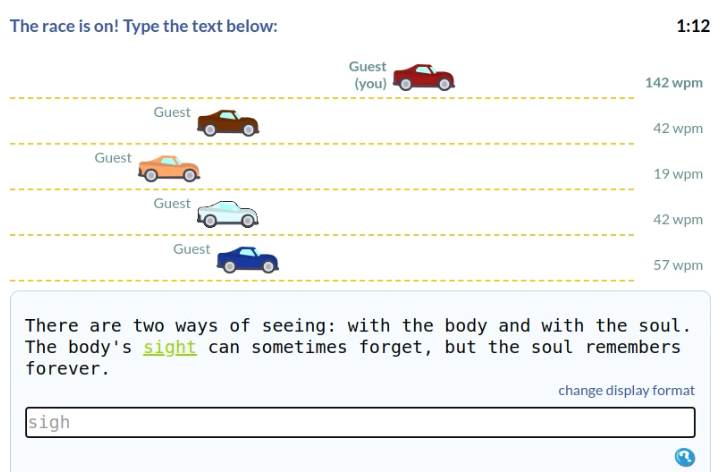 The race is on! Type the text below:
1:12
Guest
(you)
142 wpm
Guest
42 wpm
Guest
19 wpm
Guest
42 wpm
Guest
57 wpm
There are two ways of seeing: with the body and with the soul.
The body's sight can sometimes forget, but the soul remembers
forever.
change display format
sigh
?